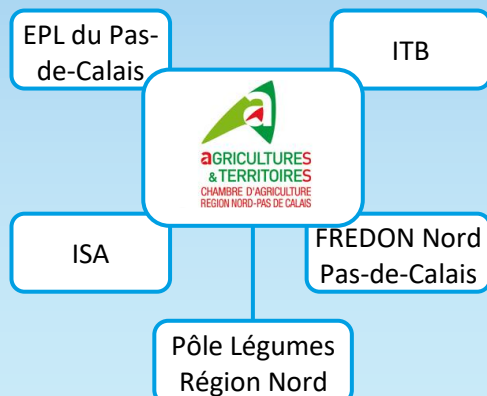 EPL du Pas-
de-Calais
ITB
a
AGRICULTURES
& TERRITOIRES
CHAMBRE D'AGRICULTURE
REGION NORD-PAS DE CALAIS
ISA
FREDON Nord
Pas-de-Calais
Pôle Légumes
Région Nord